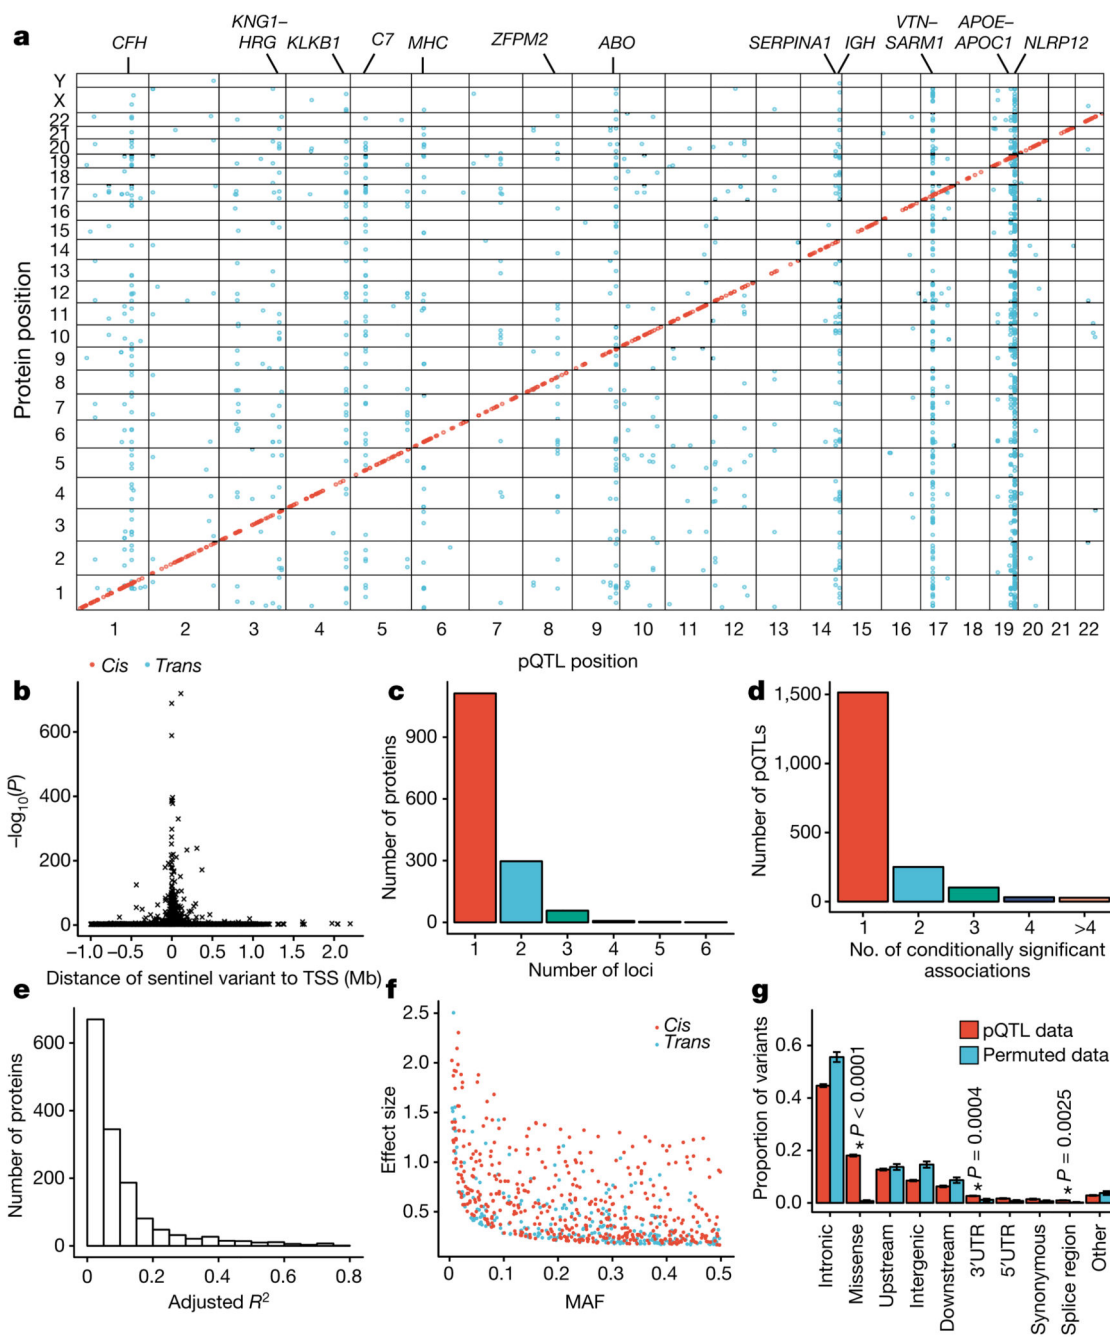 a
CFH
KNG1–
HRG
KLKB1
C7
MHC
ZFPM2
ABO
SERPINA1
IGH
VTN–
SARM1
APOE–
APOC1
NLRP12
Protein position
Y
X
22
21
20
19
18
17
16
15
14
13
12
11
10
9
8
7
6
5
4
3
2
1
1 2 3 4 5 6 7 8 9 10 11 12 13 14 15 16 17 18 19 20 21 22
pQTL position
Cis Trans
b
–log10(P)
600
400
200
0
–1.0 –0.5 0 0.5 1.0 1.5 2.0
Distance of sentinel variant to TSS (Mb)
c
Number of proteins
900
600
300
0
1 2 3 4 5 6
Number of loci
d
Number of pQTLs
1,500
1,000
500
0
1 2 3 4 >4
No. of conditionally significant
associations
e
Number of proteins
600
400
200
0
0 0.2 0.4 0.6 0.8
Adjusted R²
f
Effect size
2.5
2.0
1.5
1.0
0.5
0 0.1 0.2 0.3 0.4 0.5
MAF
Cis
Trans
g
Proportion of variants
0.6
0.4
0.2
0.0
pQTL data
Permuted data
* P < 0.0001
* P = 0.0004
* P = 0.0025
Intronic
Missense
Upstream
Intergenic
Downstream
3′UTR
5′UTR
Synonymous
Splice region
Other